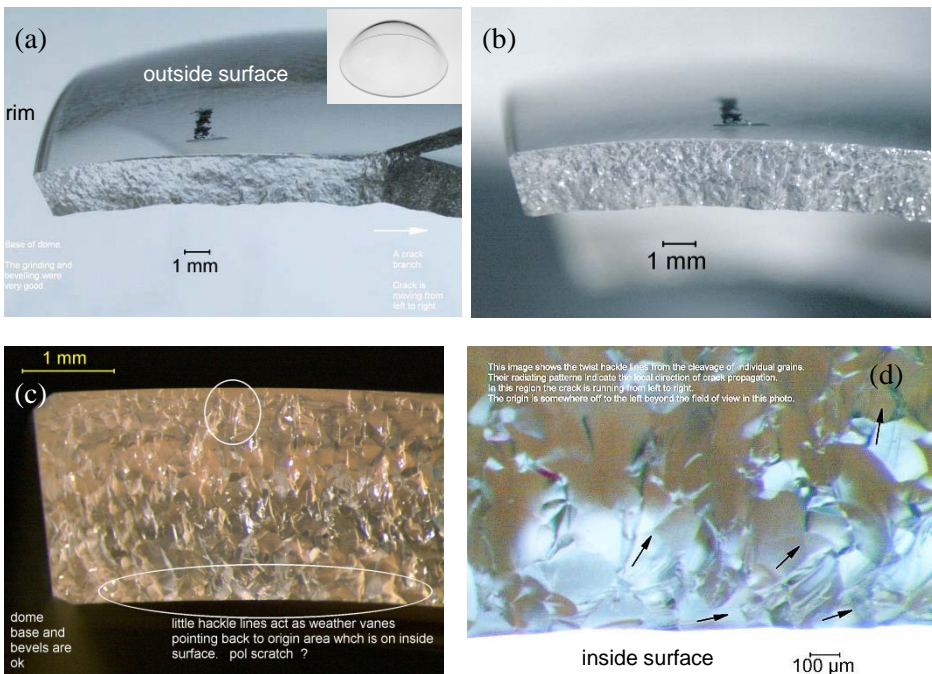 (a)
outside surface
rim
Base of dome.
The grinding and
bevelling were
very good.
1 mm
A crack
branch.
Crack is
moving from
left to right
(b)
1 mm
1 mm
(c)
dome
base and
bevels are
ok
little hackle lines act as weather vanes
pointing back to origin area whch is on inside
surface. pol scratch ?
This image shows the twist hackle lines from the cleavage of individual grains.
Their radiating patterns indicate the local direction of crack propagation.
In this region the crack is running from left to right.
The origin is somewhere off to the left beyond the field of view in this photo.
(d)
inside surface
100 µm